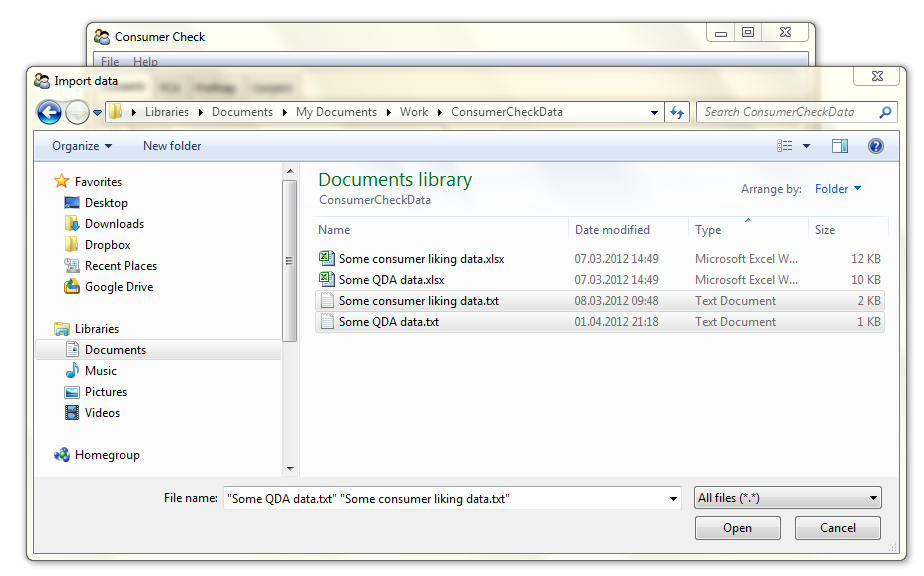 Consumer Check
File Help
Import data
Libraries Documents My Documents Work ConsumerCheckData
Search ConsumerCheckData
Organize New folder
Favorites
Desktop
Downloads
Dropbox
Recent Places
Google Drive
Libraries
Documents
Music
Pictures
Videos
Homegroup
Documents library
ConsumerCheckData
Arrange by: Folder
Name Date modified Type Size
Some consumer liking data.xlsx 07.03.2012 14:49 Microsoft Excel W... 12 KB
Some QDA data.xlsx 07.03.2012 14:49 Microsoft Excel W... 10 KB
Some consumer liking data.txt 08.03.2012 09:48 Text Document 2 KB
Some QDA data.txt 01.04.2012 21:18 Text Document 1 KB
File name: "Some QDA data.txt" "Some consumer liking data.txt" All files (*.*)
Open Cancel